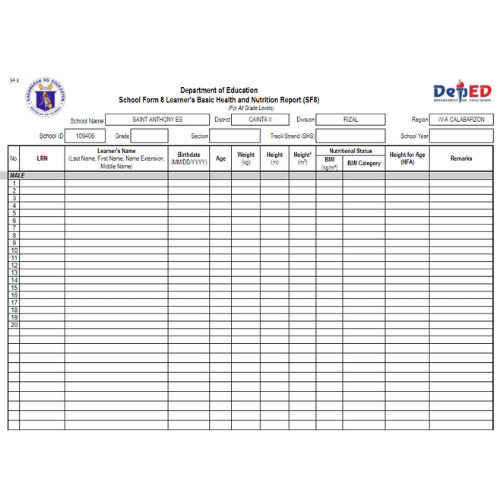 SF 8
Department of Education
School Form 8 Learner's Basic Health and Nutrition Report (SF8)
(For All Grade Levels)
DepED
DEPARTMENT OF EDUCATION
School Name SAINT ANTHONY ES District CAINTA II Division RIZAL Region IV-A CALABARZON
School ID 109406 Grade Section Track/Strand (SHS) School Year
No. LRN Learner's Name (Last Name, First Name, Name Extension, Middle Name) Birthdate (MM/DD/YYYY) Age Weight (kg) Height (m) Height² (m²) Nutritional Status BMI (kg/m²) BMI Category Height for Age (HFA) Remarks
MALE
1
2
3
4
5
6
7
8
9
10
11
12
13
14
15
16
17
18
19
20